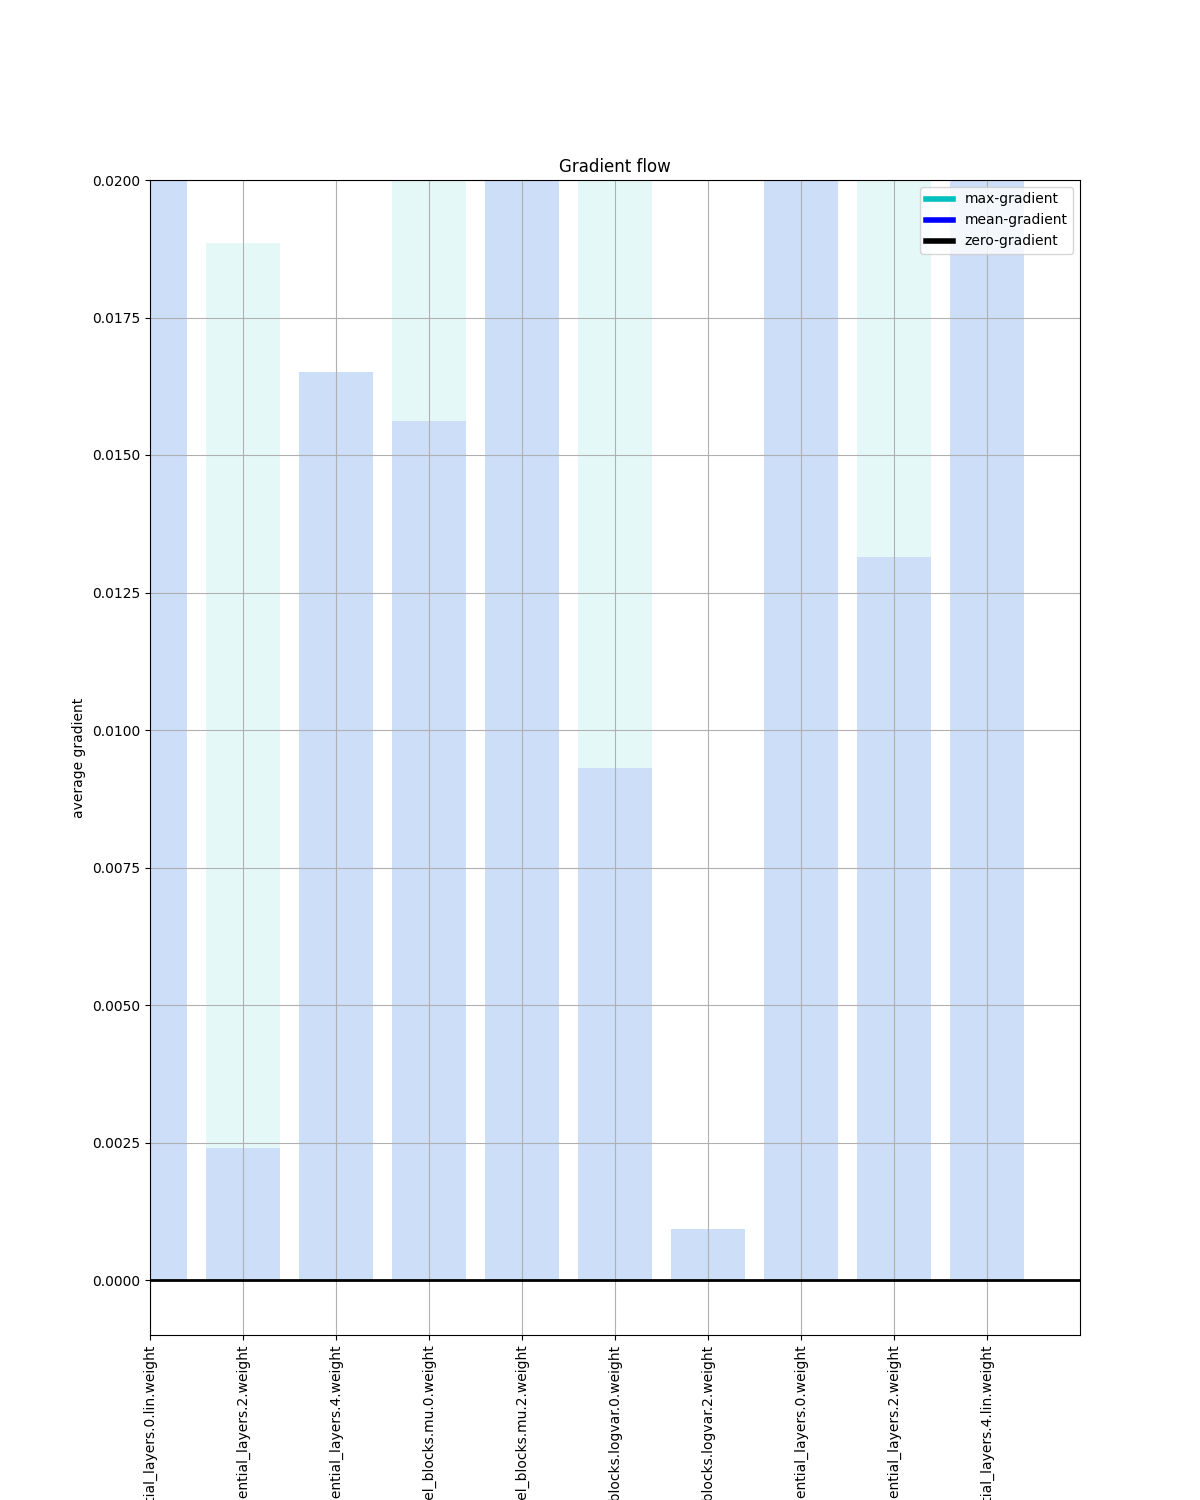 Gradient flow
max-gradient
mean-gradient
zero-gradient
0.0200
0.0175
0.0150
0.0125
0.0100
0.0075
0.0050
0.0025
0.0000
average gradient
tial_layers.0.lin.weight
ential_layers.2.weight
ential_layers.4.weight
el_blocks.mu.0.weight
el_blocks.mu.2.weight
blocks.logvar.0.weight
blocks.logvar.2.weight
ential_layers.0.weight
ential_layers.2.weight
tial_layers.4.lin.weight